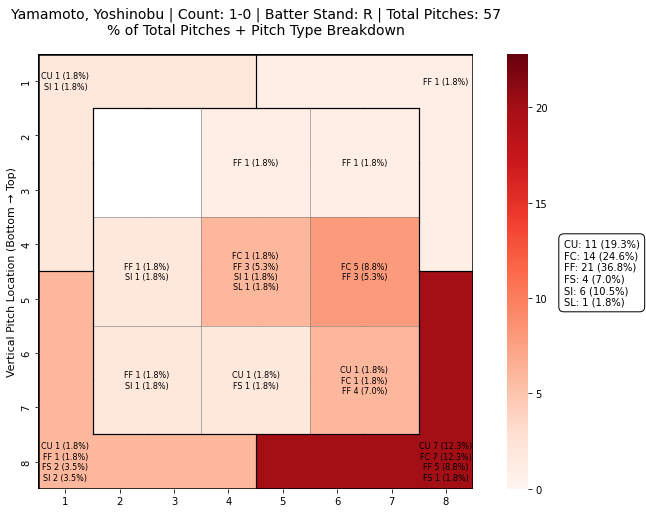 Yamamoto, Yoshinobu | Count: 1-0 | Batter Stand: R | Total Pitches: 57
% of Total Pitches + Pitch Type Breakdown
CU 1 (1.8%)
SI 1 (1.8%)
FF 1 (1.8%)
FF 1 (1.8%)
FF 1 (1.8%)
FF 1 (1.8%)
SI 1 (1.8%)
FC 1 (1.8%)
FF 3 (5.3%)
SI 1 (1.8%)
SL 1 (1.8%)
FC 5 (8.8%)
FF 3 (5.3%)
FF 1 (1.8%)
SI 1 (1.8%)
CU 1 (1.8%)
FS 1 (1.8%)
CU 1 (1.8%)
FC 1 (1.8%)
FF 4 (7.0%)
CU 1 (1.8%)
FF 1 (1.8%)
FS 2 (3.5%)
SI 2 (3.5%)
CU 7 (12.3%)
FC 7 (12.3%)
FF 5 (8.8%)
FS 1 (1.8%)
Vertical Pitch Location (Bottom → Top)
1
2
3
4
5
6
7
8
1 2 3 4 5 6 7 8
20
15
10
5
0
CU: 11 (19.3%)
FC: 14 (24.6%)
FF: 21 (36.8%)
FS: 4 (7.0%)
SI: 6 (10.5%)
SL: 1 (1.8%)